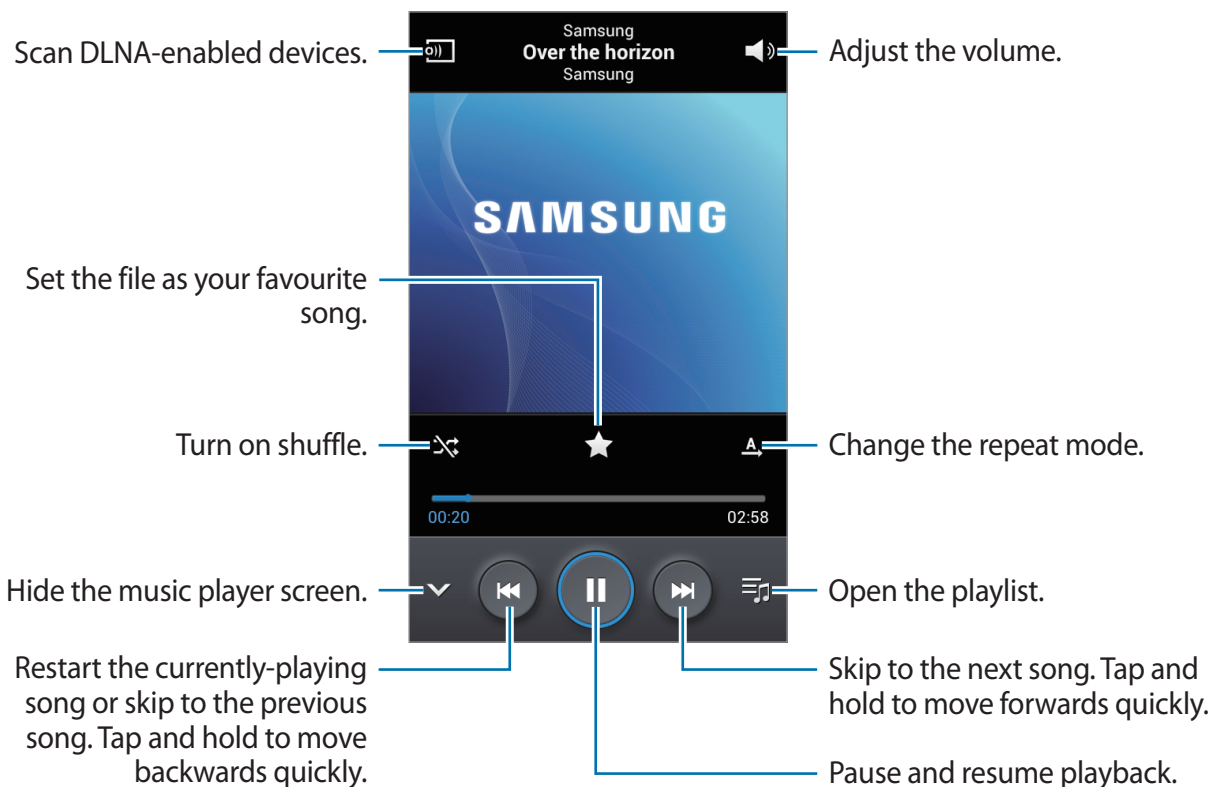 Samsung
Scan DLNA-enabled devices.
Over the horizon
Adjust the volume.
Samsung
SAMSUNG
Set the file as your favourite
song.
Turn on shuffle.
A
Change the repeat mode.
00:20
02:58
Hide the music player screen.
Open the playlist.
Restart the currently-playing
song or skip to the previous
song. Tap and hold to move
backwards quickly.
Skip to the next song. Tap and
hold to move forwards quickly.
Pause and resume playback.